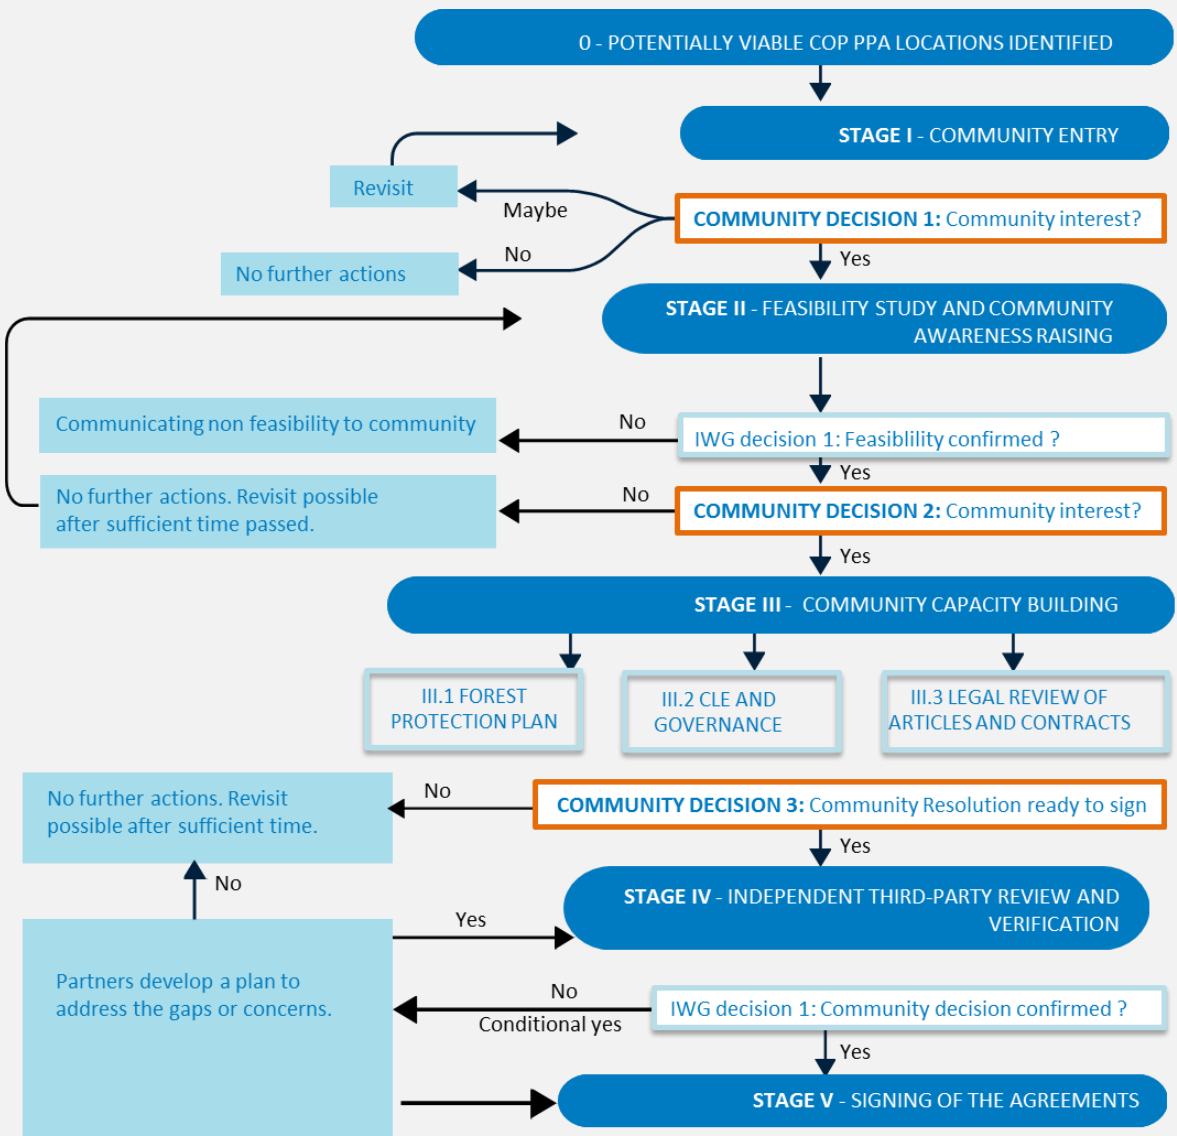 0 - POTENTIALLY VIABLE COP PPA LOCATIONS IDENTIFIED
STAGE I - COMMUNITY ENTRY
Revisit
Maybe
COMMUNITY DECISION 1: Community interest?
No
No further actions
Yes
STAGE II - FEASIBILITY STUDY AND COMMUNITY
AWARENESS RAISING
Communicating non feasibility to community
No
IWG decision 1: Feasiblility confirmed ?
Yes
No further actions. Revisit possible
after sufficient time passed.
No
COMMUNITY DECISION 2: Community interest?
Yes
STAGE III - COMMUNITY CAPACITY BUILDING
III.1 FOREST
PROTECTION PLAN
III.2 CLE AND
GOVERNANCE
III.3 LEGAL REVIEW OF
ARTICLES AND CONTRACTS
No further actions. Revisit
possible after sufficient time.
No
COMMUNITY DECISION 3: Community Resolution ready to sign
Yes
No
STAGE IV - INDEPENDENT THIRD-PARTY REVIEW AND
VERIFICATION
Yes
Partners develop a plan to
address the gaps or concerns.
No
Conditional yes
IWG decision 1: Community decision confirmed ?
Yes
STAGE V - SIGNING OF THE AGREEMENTS